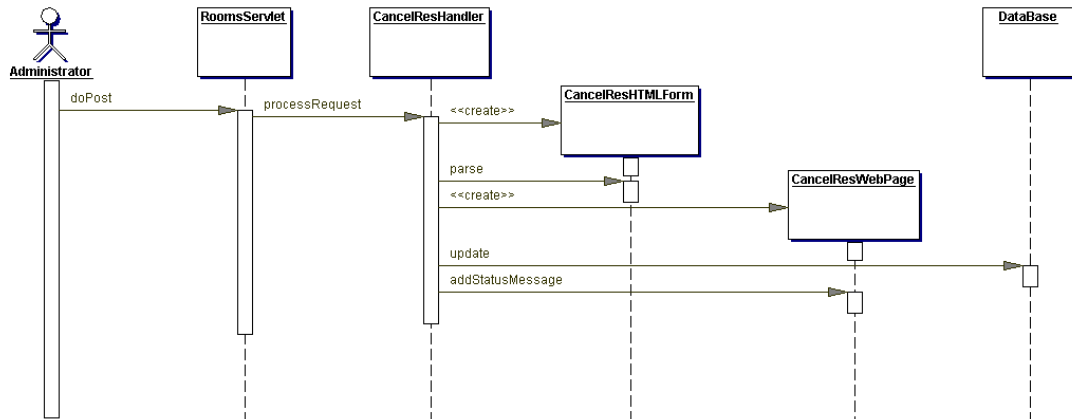 RoomsServlet
CancelResHandler
DataBase
Administrator
doPost
processRequest
<<create>>
CancelResHTMLForm
parse
<<create>>
CancelResWebPage
update
addStatusMessage